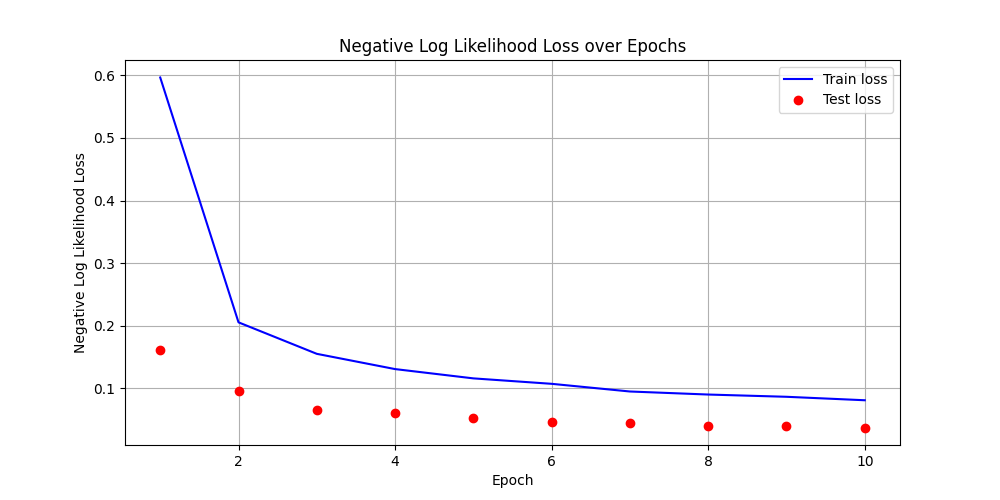 Negative Log Likelihood Loss over Epochs
Train loss
Test loss
Negative Log Likelihood Loss
0.6
0.5
0.4
0.3
0.2
0.1
2
4
6
8
10
Epoch